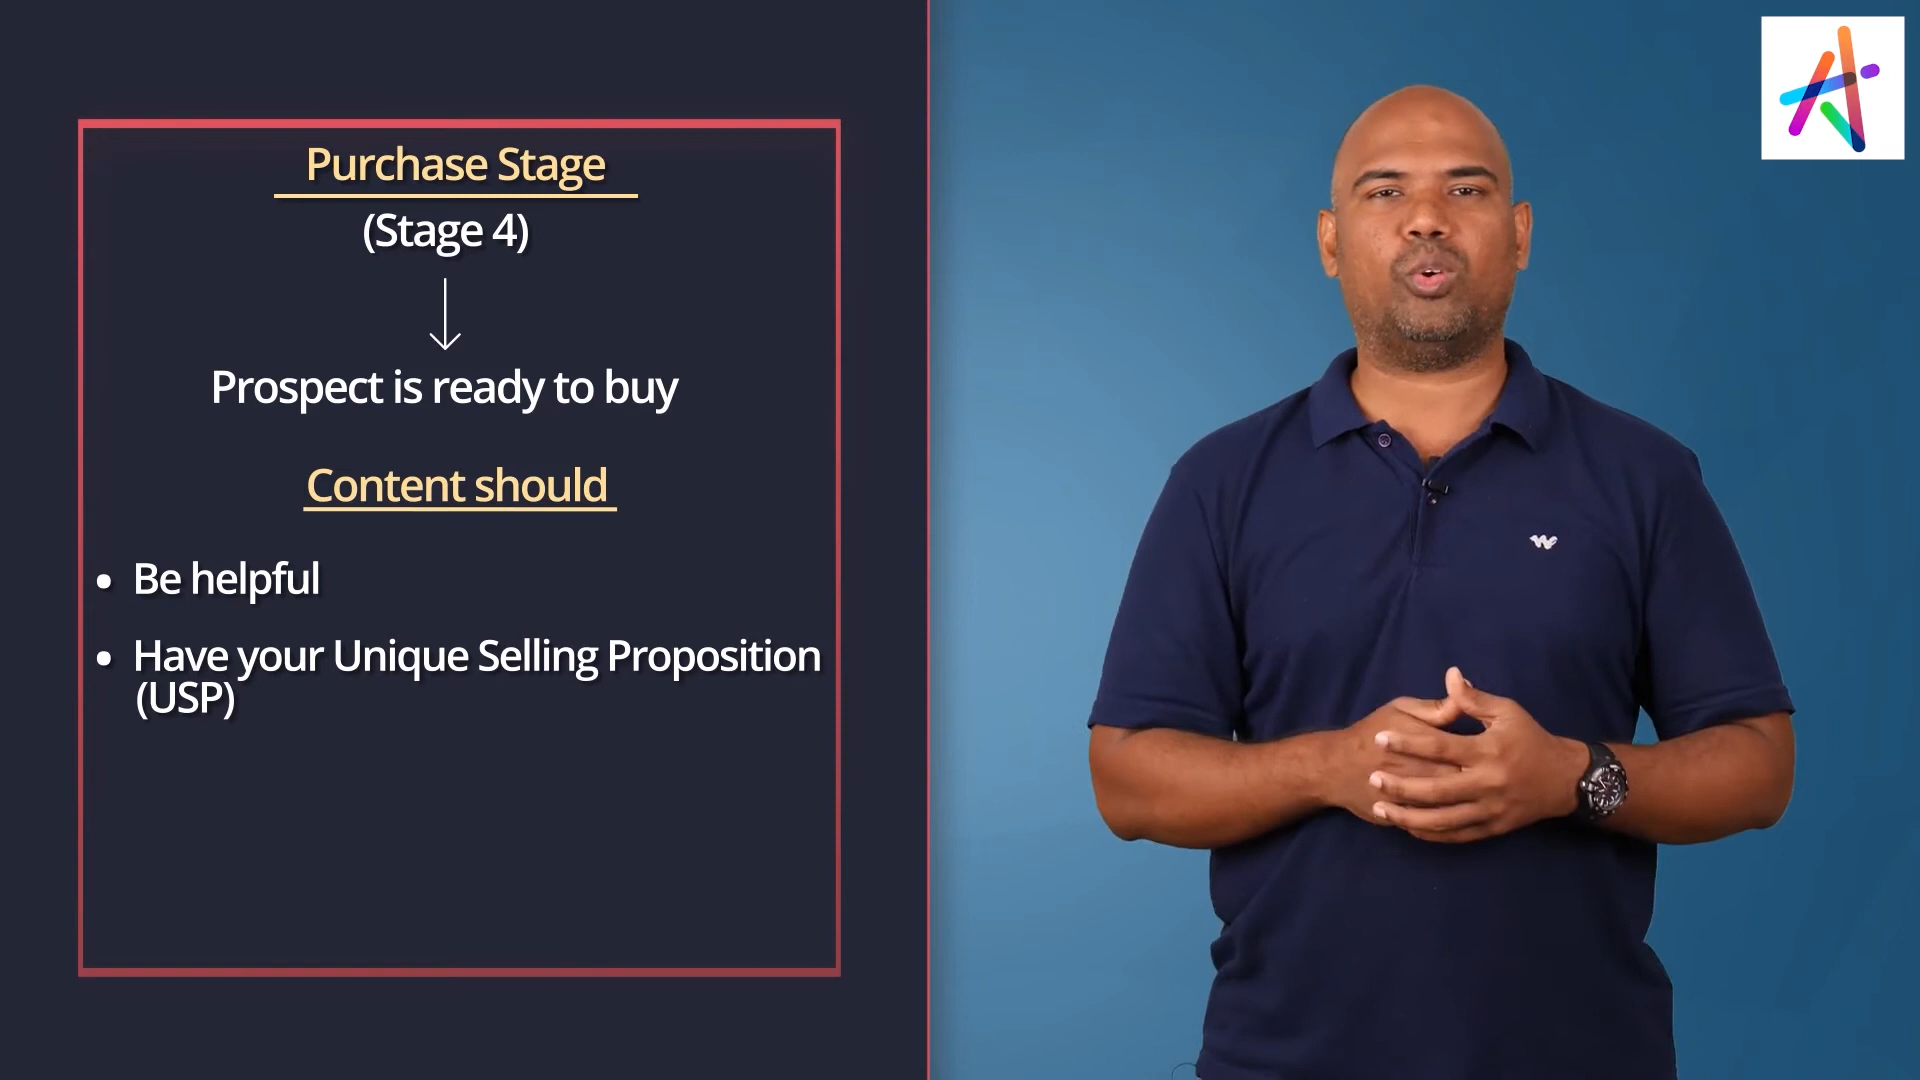 Purchase Stage
(Stage 4)
Prospect is ready to buy
Content should
• Be helpful
• Have your Unique Selling Proposition
(USP)